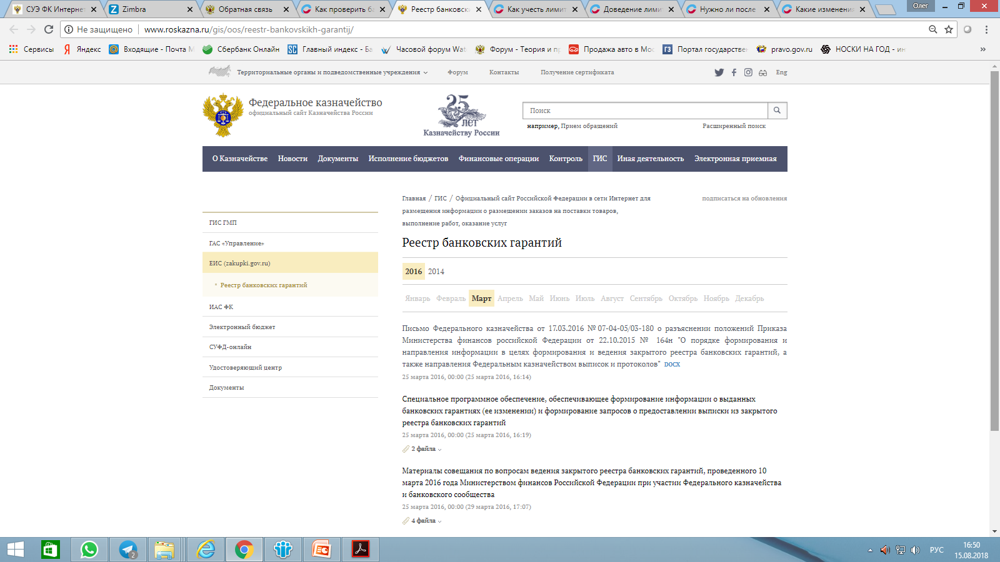 СУЭ ФК Интерне
Zimbra
Обратная связь
Как проверить б
Реестр банковск
Как учесть лимит
Доведение лими
Нужно ли после
Какие изменения
Олег
Не защищено
www.roskazna.ru/gis/oos/reestr-bankovskikh-garantij/
Сервисы
Яндекс
Входящие - Почта M
Сбербанк Онлайн
Главный индекс - Ба
Часовой форум Wat
Форум - Теория и пр
Продажа авто в Мос
Портал государствен
pravo.gov.ru
НОСКИ НА ГОД - ин
Территориальные органы и подведомственные учреждения
Форум
Контакты
Получение сертификата
Eng
Федеральное казначейство
официальный сайт Казначейства России
25
ЛЕТ
Казначейству России
Поиск
например, Прием обращений
Расширенный поиск
О Казначействе
Новости
Документы
Исполнение бюджетов
Финансовые операции
Контроль
ГИС
Иная деятельность
Электронная приемная
ГИС ГМП
ГАС «Управление»
ЕИС (zakupki.gov.ru)
Реестр банковских гарантий
ИАС ФК
Электронный бюджет
СУФД-онлайн
Удостоверяющий центр
Документы
Главная / ГИС / Официальный сайт Российской Федерации в сети Интернет для
размещения информации о размещении заказов на поставки товаров,
выполнение работ, оказание услуг
подписаться на обновления
Реестр банковских гарантий
2016 2014
Январь Февраль Март Апрель Май Июнь Июль Август Сентябрь Октябрь Ноябрь Декабрь
Письмо Федерального казначейства от 17.03.2016 № 07-04-05/03-180 о разъяснении положений Приказа
Министерства финансов российской Федерации от 22.10.2015 № 164н "О порядке формирования и
направления информации в целях формирования и ведения закрытого реестра банковских гарантий, а
также направления Федеральным казначейством выписок и протоколов" DOCX
25 марта 2016, 00:00 (25 марта 2016, 16:14)
Специальное программное обеспечение, обеспечивающее формирование информации о выданных
банковских гарантиях (ее изменении) и формирование запросов о предоставлении выписки из закрытого
реестра банковских гарантий
25 марта 2016, 00:00 (25 марта 2016, 16:19)
2 файла
Материалы совещания по вопросам ведения закрытого реестра банковских гарантий, проведенного 10
марта 2016 года Министерством финансов Российской Федерации при участии Федерального казначейства
и банковского сообщества
25 марта 2016, 00:00 (29 марта 2016, 17:07)
4 файла
2
РУС
16:50
15.08.2018